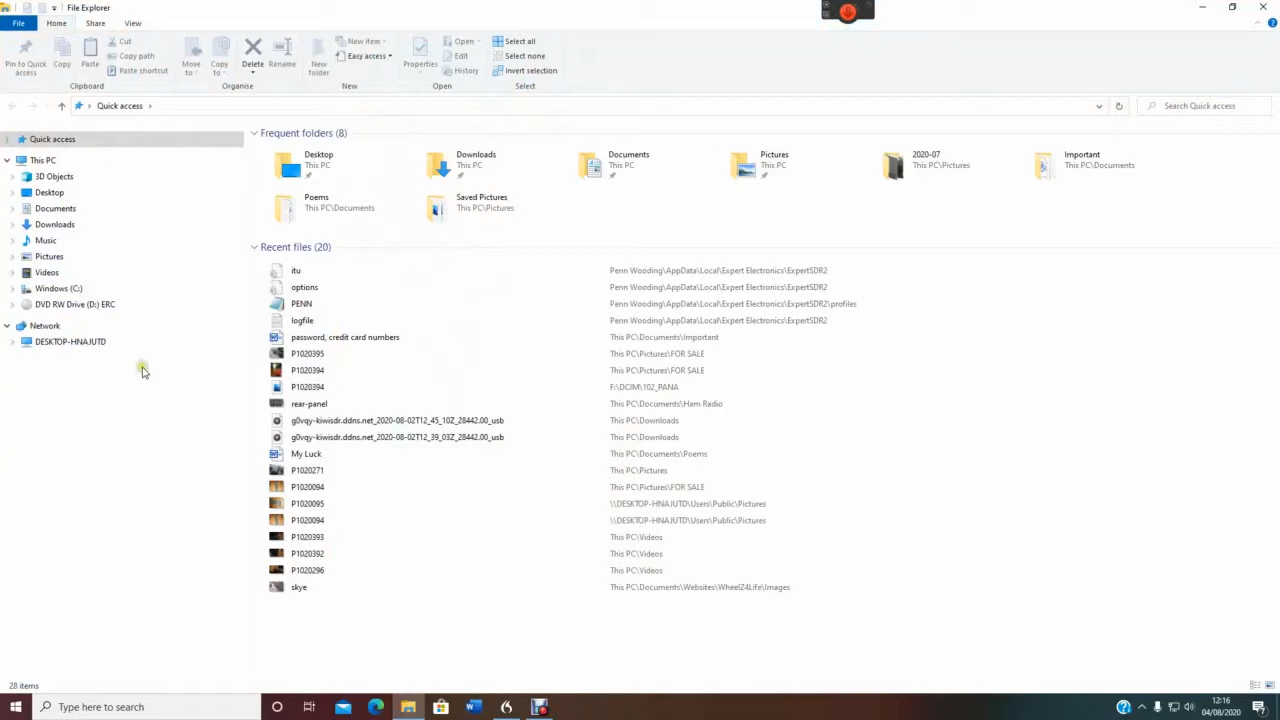 File Explorer
File Home Share View
Pin to Quick access
Copy
Paste
Cut
Copy path
Paste shortcut
Clipboard
Move to
Copy to
Delete
Rename
Organise
New folder
New item
Easy access
New
Properties
Open
Edit
History
Open
Select all
Select none
Invert selection
Select
Quick access
Search Quick access
Quick access
This PC
3D Objects
Desktop
Documents
Downloads
Music
Pictures
Videos
Windows (C:)
DVD RW Drive (D:) ERC
Network
DESKTOP-HNAJUTD
Frequent folders (8)
Desktop
This PC
Downloads
This PC
Documents
This PC
Pictures
This PC
2020-07
This PC\Pictures
Important
This PC\Documents
Poems
This PC\Documents
Saved Pictures
This PC\Pictures
Recent files (20)
itu Penn Wooding\AppData\Local\Expert Electronics\ExpertSDR2
options Penn Wooding\AppData\Local\Expert Electronics\ExpertSDR2
PENN Penn Wooding\AppData\Local\Expert Electronics\ExpertSDR2\profiles
logfile Penn Wooding\AppData\Local\Expert Electronics\ExpertSDR2
password, credit card numbers This PC\Documents\Important
P1020395 This PC\Pictures\FOR SALE
P1020394 This PC\Pictures\FOR SALE
P1020394 F:\DCIM\102_PANA
rear-panel This PC\Documents\Ham Radio
g0vqy-kiwisdr.ddns.net_2020-08-02T12_45_10Z_28442.00_usb This PC\Downloads
g0vqy-kiwisdr.ddns.net_2020-08-02T12_39_03Z_28442.00_usb This PC\Downloads
My Luck This PC\Documents\Poems
P1020271 This PC\Pictures
P1020094 This PC\Pictures\FOR SALE
P1020095 \\DESKTOP-HNAJUTD\Users\Public\Pictures
P1020094 \\DESKTOP-HNAJUTD\Users\Public\Pictures
P1020393 This PC\Videos
P1020392 This PC\Videos
P1020296 This PC\Videos
skye This PC\Documents\Websites\WheelZ4Life\Images
28 items
Type here to search
12:16
04/08/2020